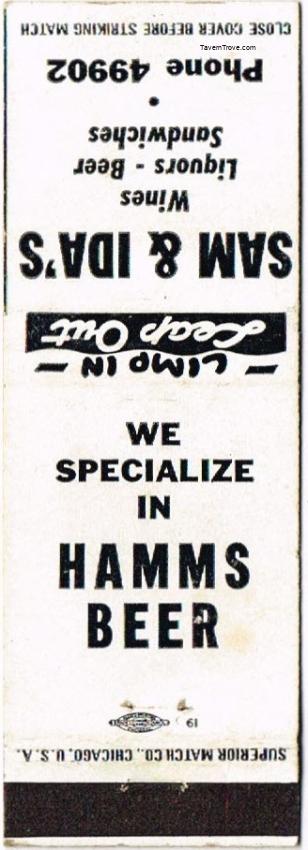 SUPERIOR MATCH CO., CHICAGO, U.S.A.
- LIMP IN -
Leap Out
SAM & IDA'S
Wines
Liquors - Beer
Sandwiches
•
Phone 49902
CLOSE COVER BEFORE STRIKING MATCH
TavernTrove.com
WE
SPECIALIZE
IN
HAMMS
BEER
19